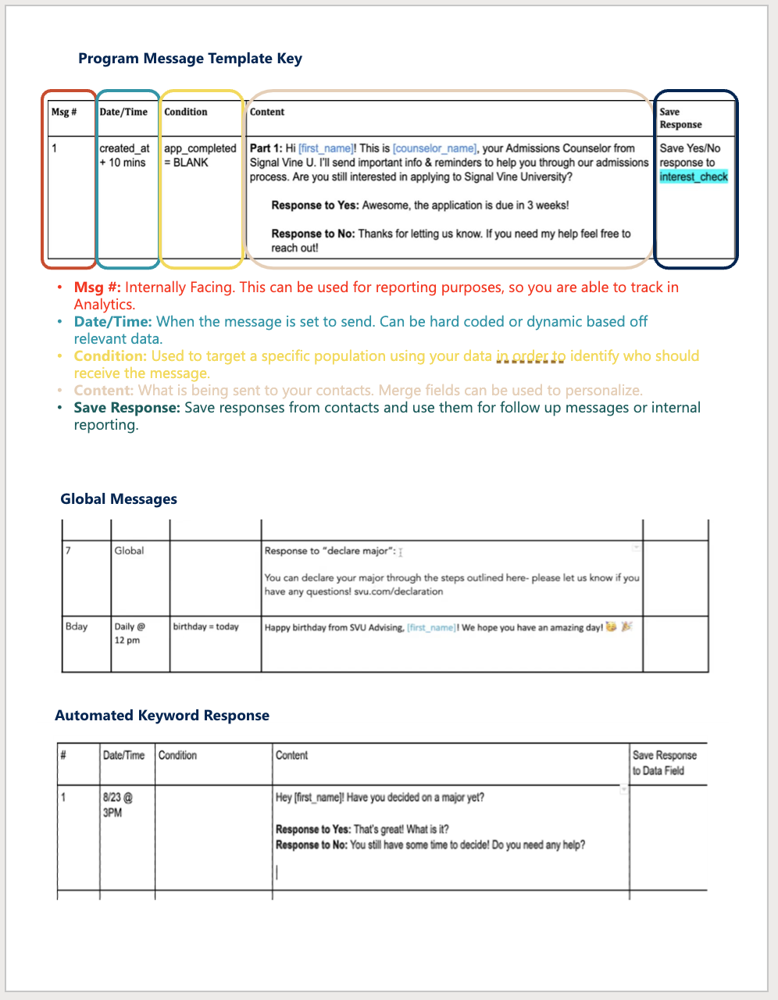 Program Message Template Key
Msg #
Date/Time
Condition
Content
Save
Response
1
created_at
+ 10 mins
app_completed
= BLANK
Part 1: Hi [first_name]! This is [counselor_name], your Admissions Counselor from
Signal Vine U. I'll send important info & reminders to help you through our admissions
process. Are you still interested in applying to Signal Vine University?
Response to Yes: Awesome, the application is due in 3 weeks!
Response to No: Thanks for letting us know. If you need my help feel free to
reach out!
Save Yes/No
response to
interest_check
• Msg #: Internally Facing. This can be used for reporting purposes, so you are able to track in
Analytics.
• Date/Time: When the message is set to send. Can be hard coded or dynamic based off
relevant data.
• Condition: Used to target a specific population using your data in order to identify who should
receive the message.
• Content: What is being sent to your contacts. Merge fields can be used to personalize.
• Save Response: Save responses from contacts and use them for follow up messages or internal
reporting.
Global Messages
7
Global
Response to "declare major":
You can declare your major through the steps outlined here- please let us know if you
have any questions! svu.com/declaration
Bday
Daily @
12 pm
birthday = today
Happy birthday from SVU Advising, [first_name]! We hope you have an amazing day! 🥳 🎉
Automated Keyword Response
#
Date/Time
Condition
Content
Save Response
to Data Field
1
8/23 @
3PM
Hey [first_name]! Have you decided on a major yet?
Response to Yes: That's great! What is it?
Response to No: You still have some time to decide! Do you need any help?